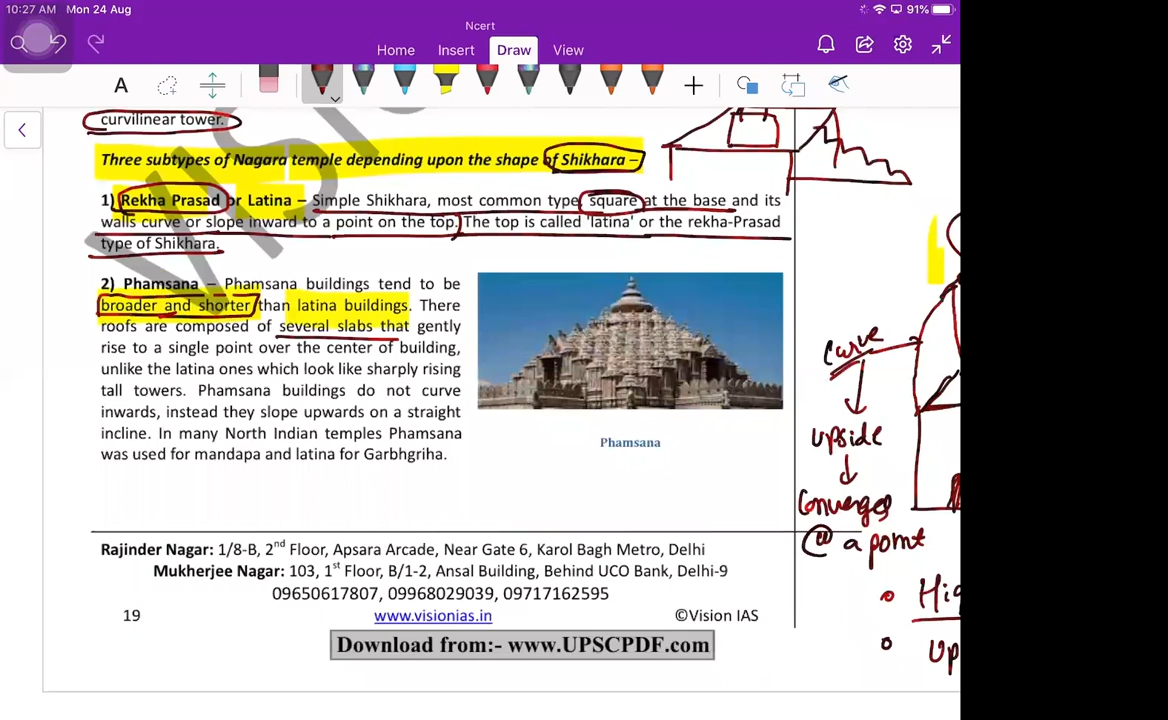 10:27 AM Mon 24 Aug
91%
Ncert
Home Insert Draw View
A
curvilinear tower.
Three subtypes of Nagara temple depending upon the shape of Shikhara –
1) Rekha Prasad or Latina – Simple Shikhara, most common type, square at the base and its
walls curve or slope inward to a point on the top. The top is called 'latina' or the rekha-Prasad
type of Shikhara.
2) Phamsana – Phamsana buildings tend to be
broader and shorter than latina buildings. There
roofs are composed of several slabs that gently
rise to a single point over the center of building,
unlike the latina ones which look like sharply rising
tall towers. Phamsana buildings do not curve
inwards, instead they slope upwards on a straight
incline. In many North Indian temples Phamsana
was used for mandapa and latina for Garbhgriha.
Phamsana
Curve
Upside
Converges
@ a point
Rajinder Nagar: 1/8-B, 2nd Floor, Apsara Arcade, Near Gate 6, Karol Bagh Metro, Delhi
Mukherjee Nagar: 103, 1st Floor, B/1-2, Ansal Building, Behind UCO Bank, Delhi-9
09650617807, 09968029039, 09717162595
19 www.visionias.in ©Vision IAS
Download from:- www.UPSCPDF.com
Up